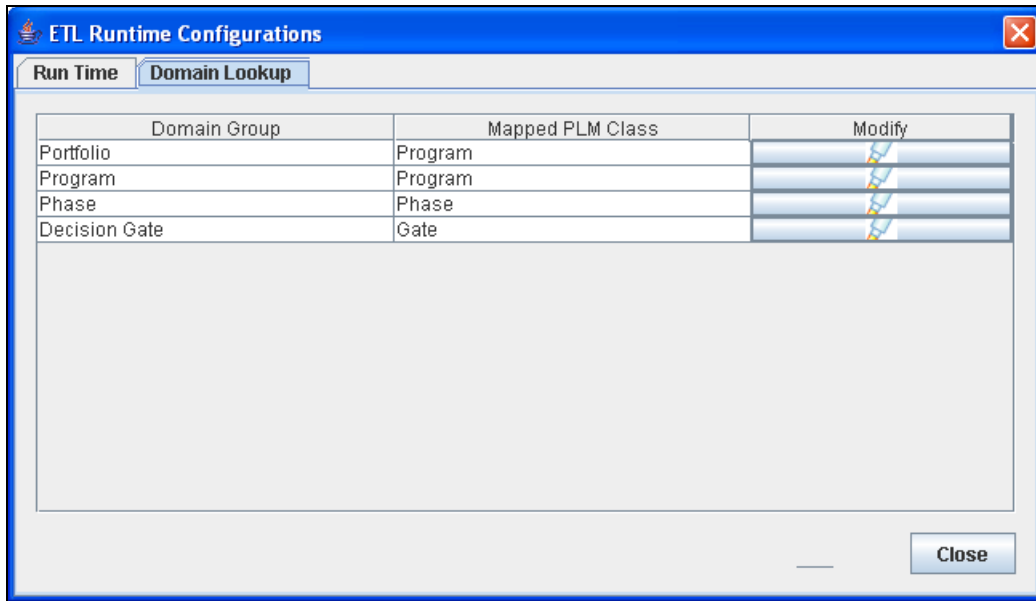 ETL Runtime Configurations
Run Time Domain Lookup
Domain Group Mapped PLM Class Modify
Portfolio Program
Program Program
Phase Phase
Decision Gate Gate
Close